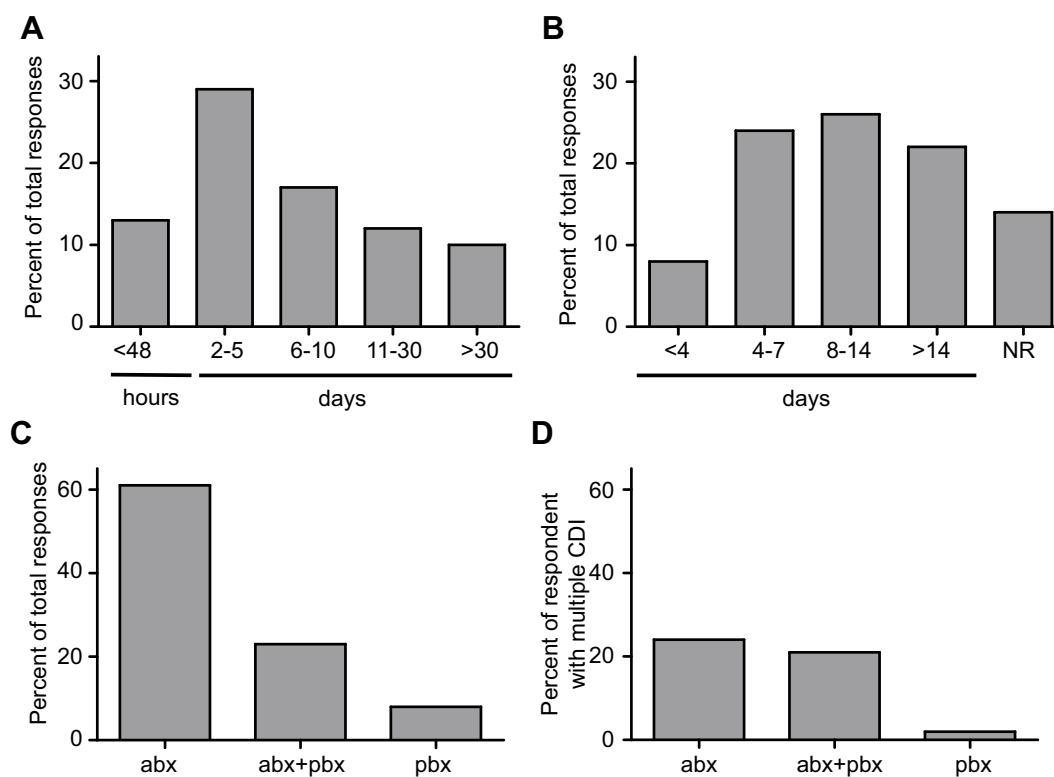 A
Percent of total responses
30
20
10
0
<48
2-5
6-10
11-30
>30
hours
days
B
Percent of total responses
30
20
10
0
<4
4-7
8-14
>14
NR
days
C
Percent of total responses
60
40
20
0
abx
abx+pbx
pbx
D
Percent of respondent
with multiple CDI
60
40
20
0
abx
abx+pbx
pbx